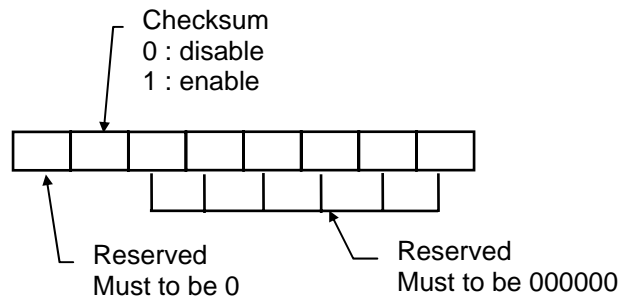 Checksum
0 : disable
1 : enable
Reserved
Must to be 0
Reserved
Must to be 000000